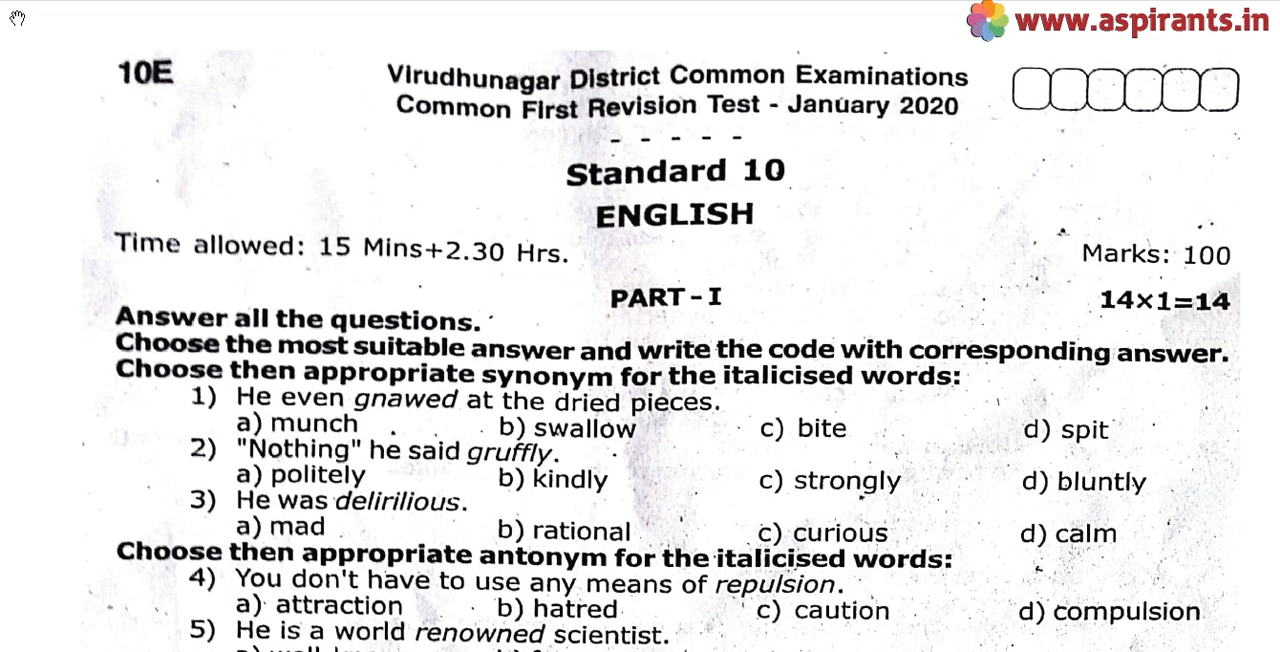 www.aspirants.in
10E
Virudhunagar District Common Examinations
Common First Revision Test - January 2020
- - - - -
Standard 10
ENGLISH
Time allowed: 15 Mins+2.30 Hrs.
Marks: 100
PART - I
14×1=14
Answer all the questions.
Choose the most suitable answer and write the code with corresponding answer.
Choose then appropriate synonym for the italicised words:
1) He even gnawed at the dried pieces.
a) munch b) swallow c) bite d) spit
2) "Nothing" he said gruffly.
a) politely b) kindly c) strongly d) bluntly
3) He was delirilious.
a) mad b) rational c) curious d) calm
Choose then appropriate antonym for the italicised words:
4) You don't have to use any means of repulsion.
a) attraction b) hatred c) caution d) compulsion
5) He is a world renowned scientist.